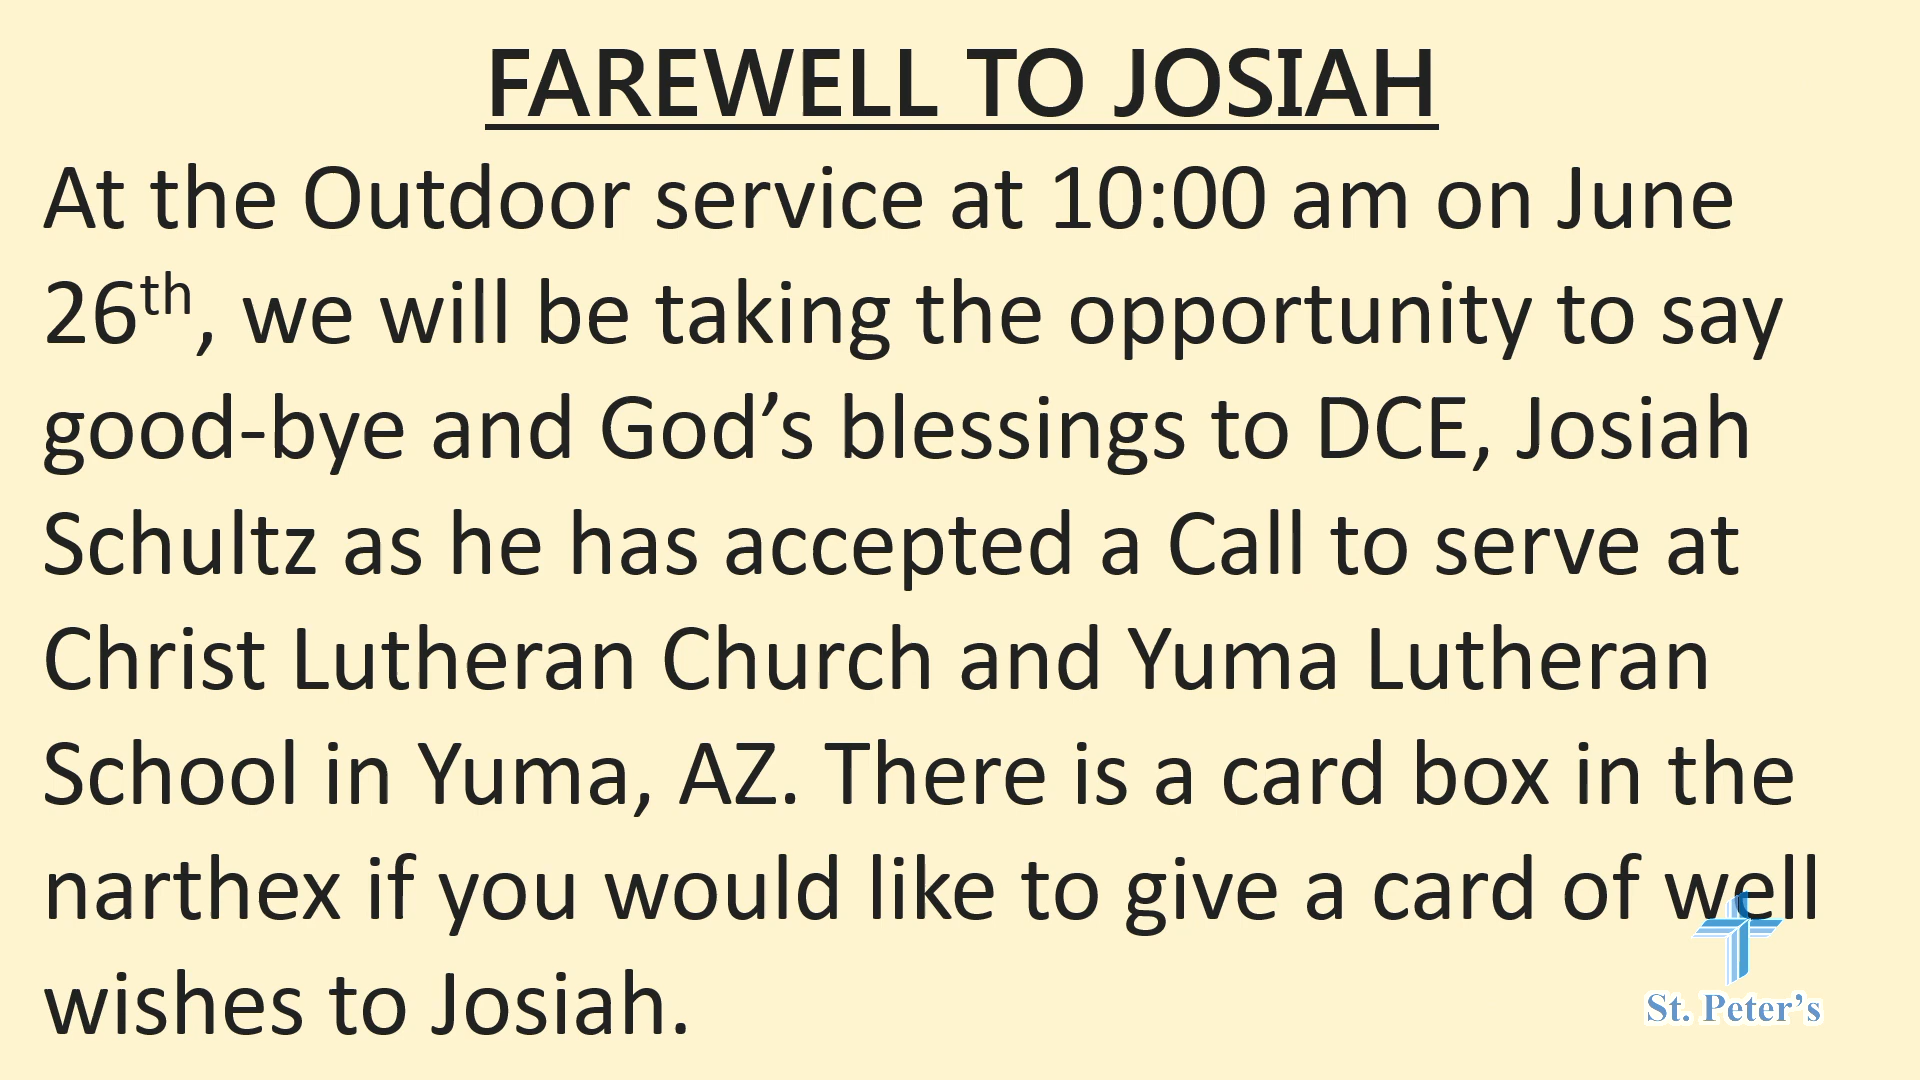 FAREWELL TO JOSIAH
At the Outdoor service at 10:00 am on June
26th, we will be taking the opportunity to say
good-bye and God’s blessings to DCE, Josiah
Schultz as he has accepted a Call to serve at
Christ Lutheran Church and Yuma Lutheran
School in Yuma, AZ. There is a card box in the
narthex if you would like to give a card of well
wishes to Josiah.
St. Peter’s